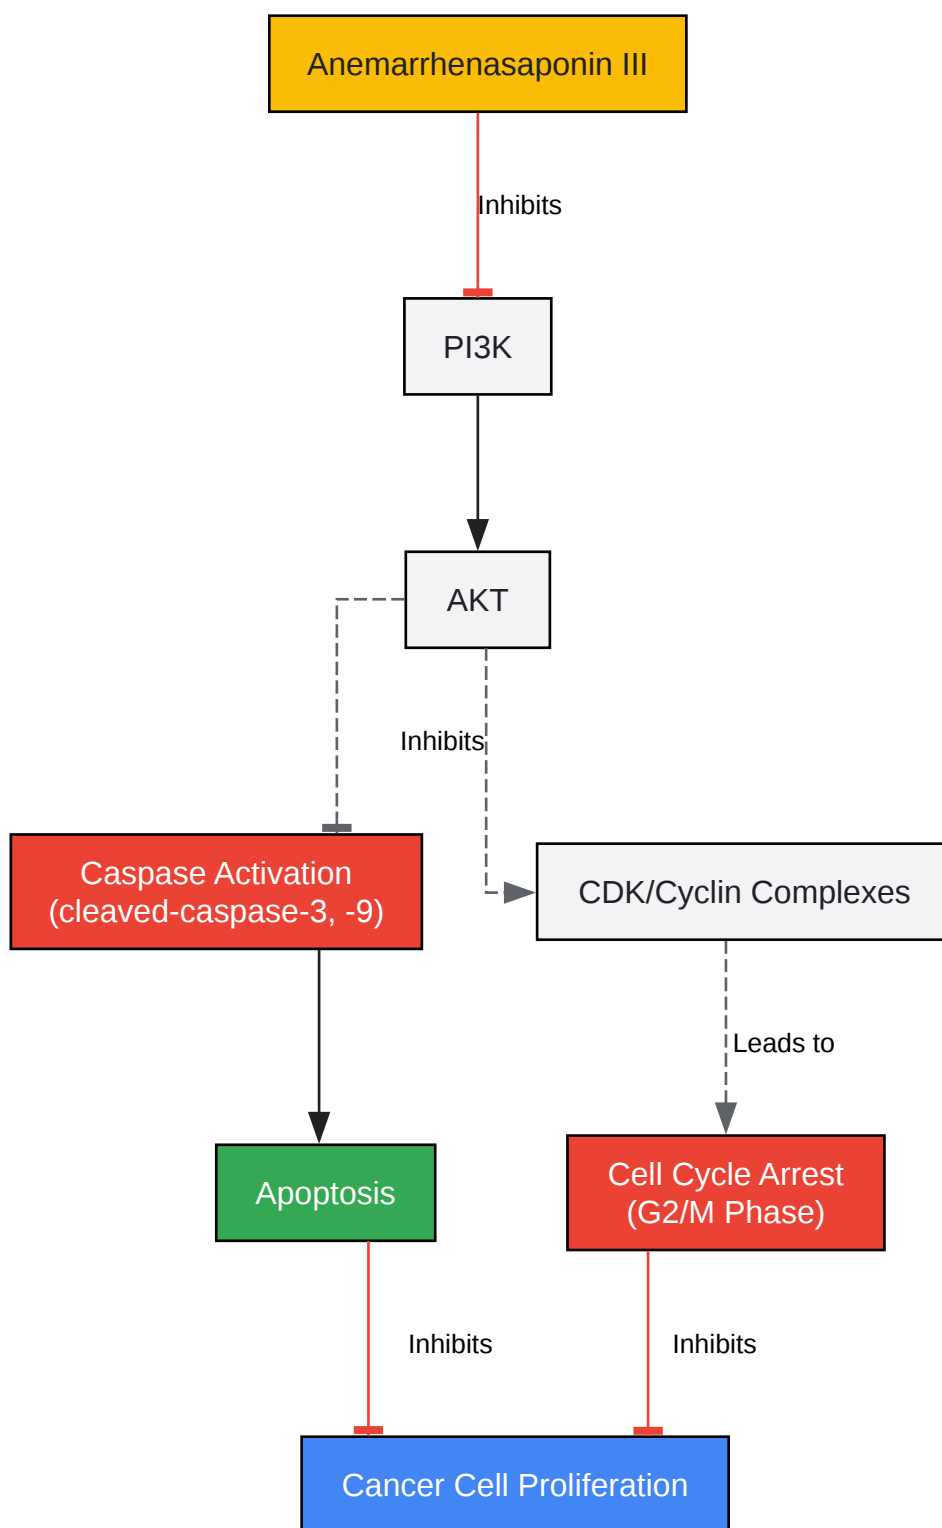 Anemarrhenasaponin III
Inhibits
PI3K
AKT
Inhibits
Caspase Activation
(cleaved-caspase-3, -9)
CDK/Cyclin Complexes
Leads to
Apoptosis
Cell Cycle Arrest
(G2/M Phase)
Inhibits
Inhibits
Cancer Cell Proliferation